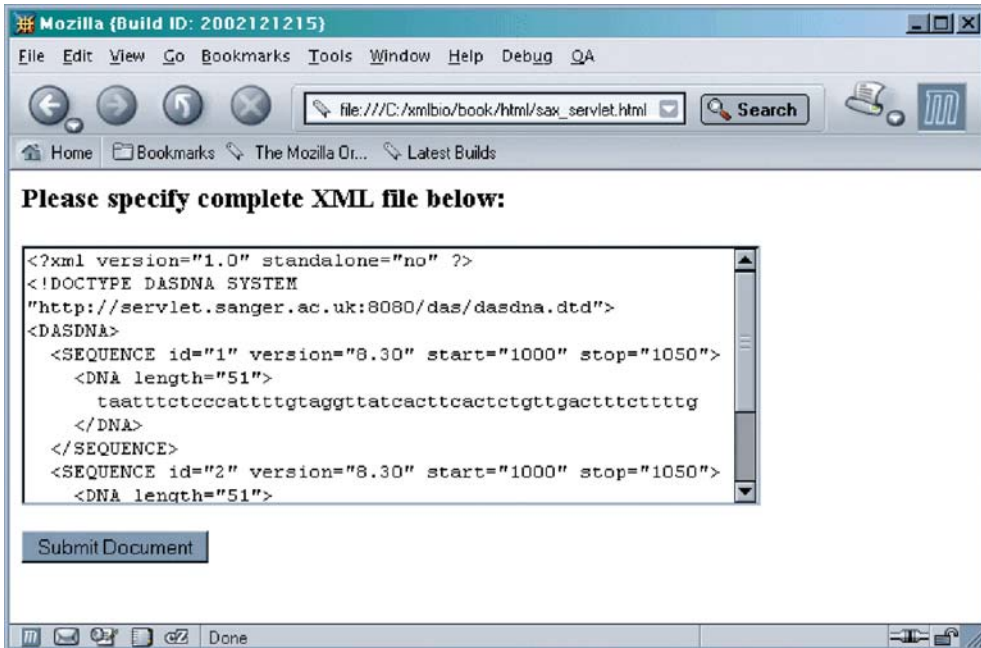 Mozilla {Build ID: 2002121215}
File Edit View Go Bookmarks Tools Window Help Debug QA
file:///C:/xmlbio/book/html/sax_servlet.html Search
Home Bookmarks The Mozilla Or... Latest Builds
Please specify complete XML file below:
<?xml version="1.0" standalone="no" ?>
<!DOCTYPE DASDNA SYSTEM
"http://servlet.sanger.ac.uk:8080/das/dasdna.dtd">
<DASDNA>
<SEQUENCE id="1" version="8.30" start="1000" stop="1050">
<DNA length="51">
taatttctcccattttgtaggttatcacttcactctgttgactttcttttg
</DNA>
</SEQUENCE>
<SEQUENCE id="2" version="8.30" start="1000" stop="1050">
<DNA length="51">
Submit Document
Done